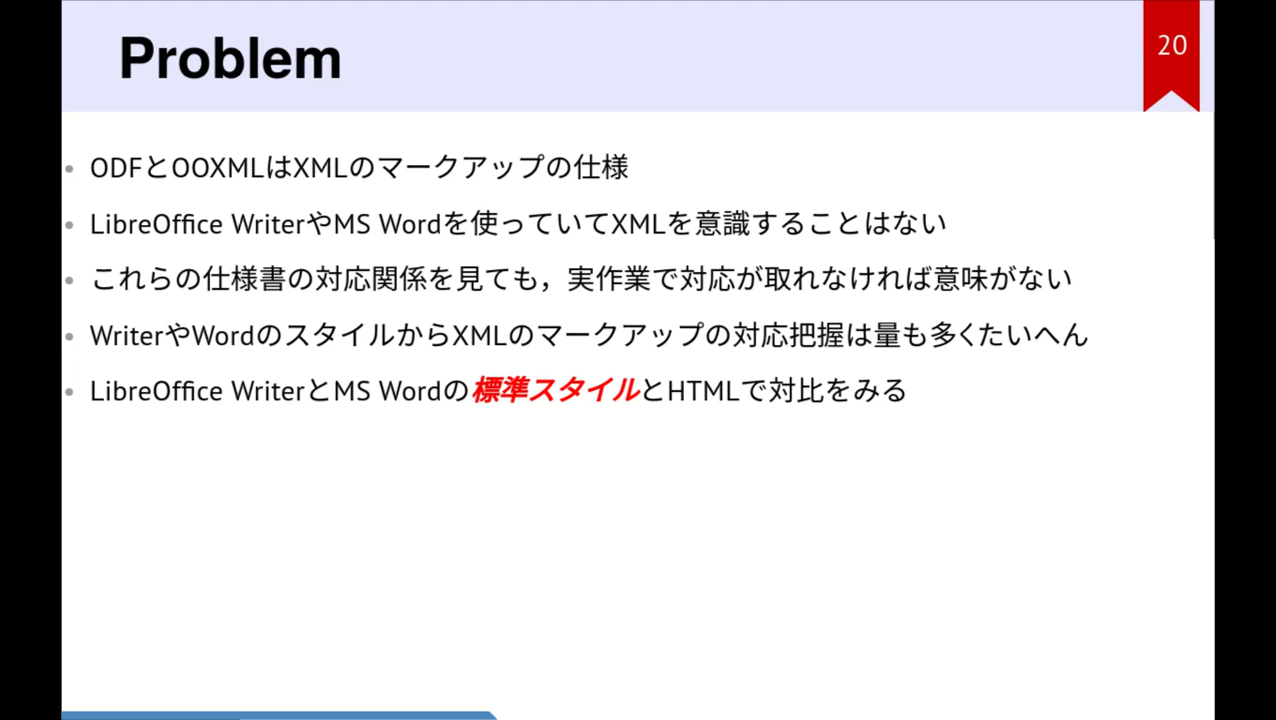 Problem
20
ODFとOOXMLはXMLのマークアップの仕様
LibreOffice WriterやMS Wordを使っていてXMLを意識することはない
これらの仕様書の対応関係を見ても，実作業で対応が取れなければ意味がない
WriterやWordのスタイルからXMLのマークアップの対応把握は量も多くたいへん
LibreOffice WriterとMS Wordの標準スタイルとHTMLで対比をみる